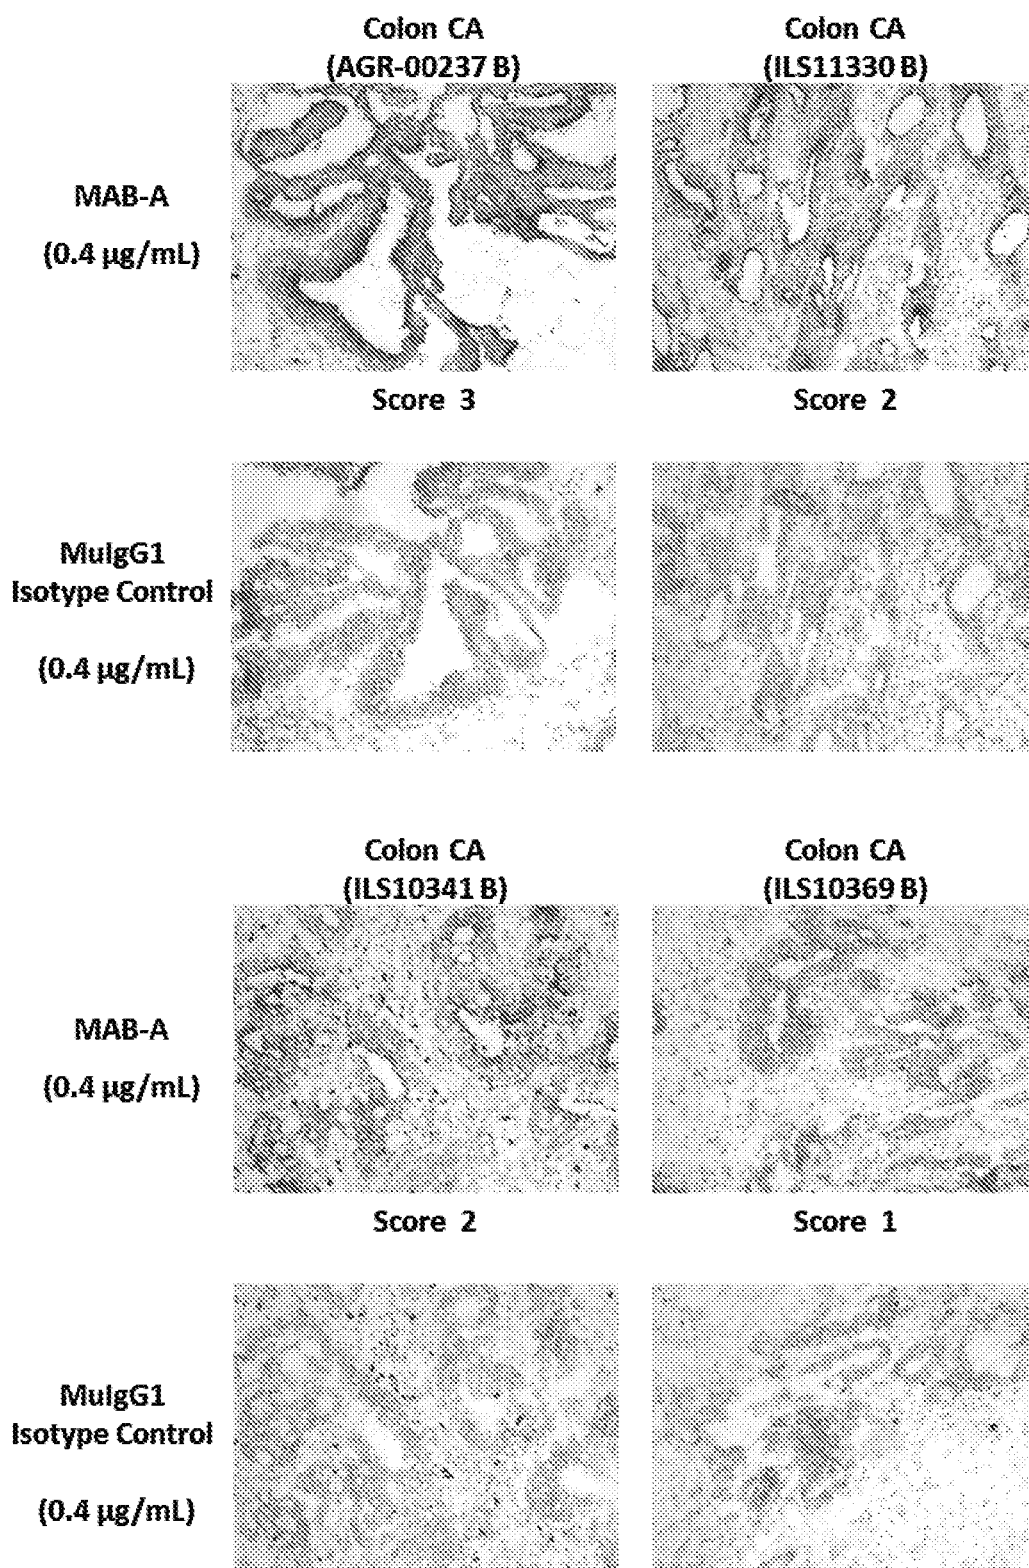 Colon CA
(AGR-00237 B)
Colon CA
(ILS11330 B)
MAB-A
(0.4 µg/mL)
Score 3
Score 2
MuIgG1
Isotype Control
(0.4 µg/mL)
Colon CA
(ILS10341 B)
Colon CA
(ILS10369 B)
MAB-A
(0.4 µg/mL)
Score 2
Score 1
MuIgG1
Isotype Control
(0.4 µg/mL)